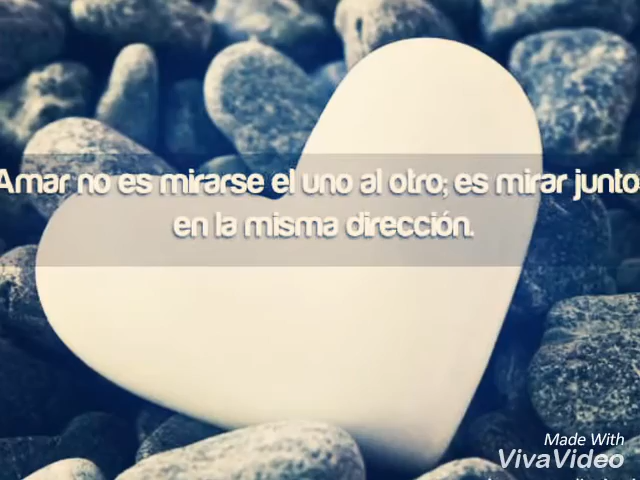 Amar no es mirarse el uno al otro; es mirar juntos
en la misma dirección.
Made With
VivaVideo